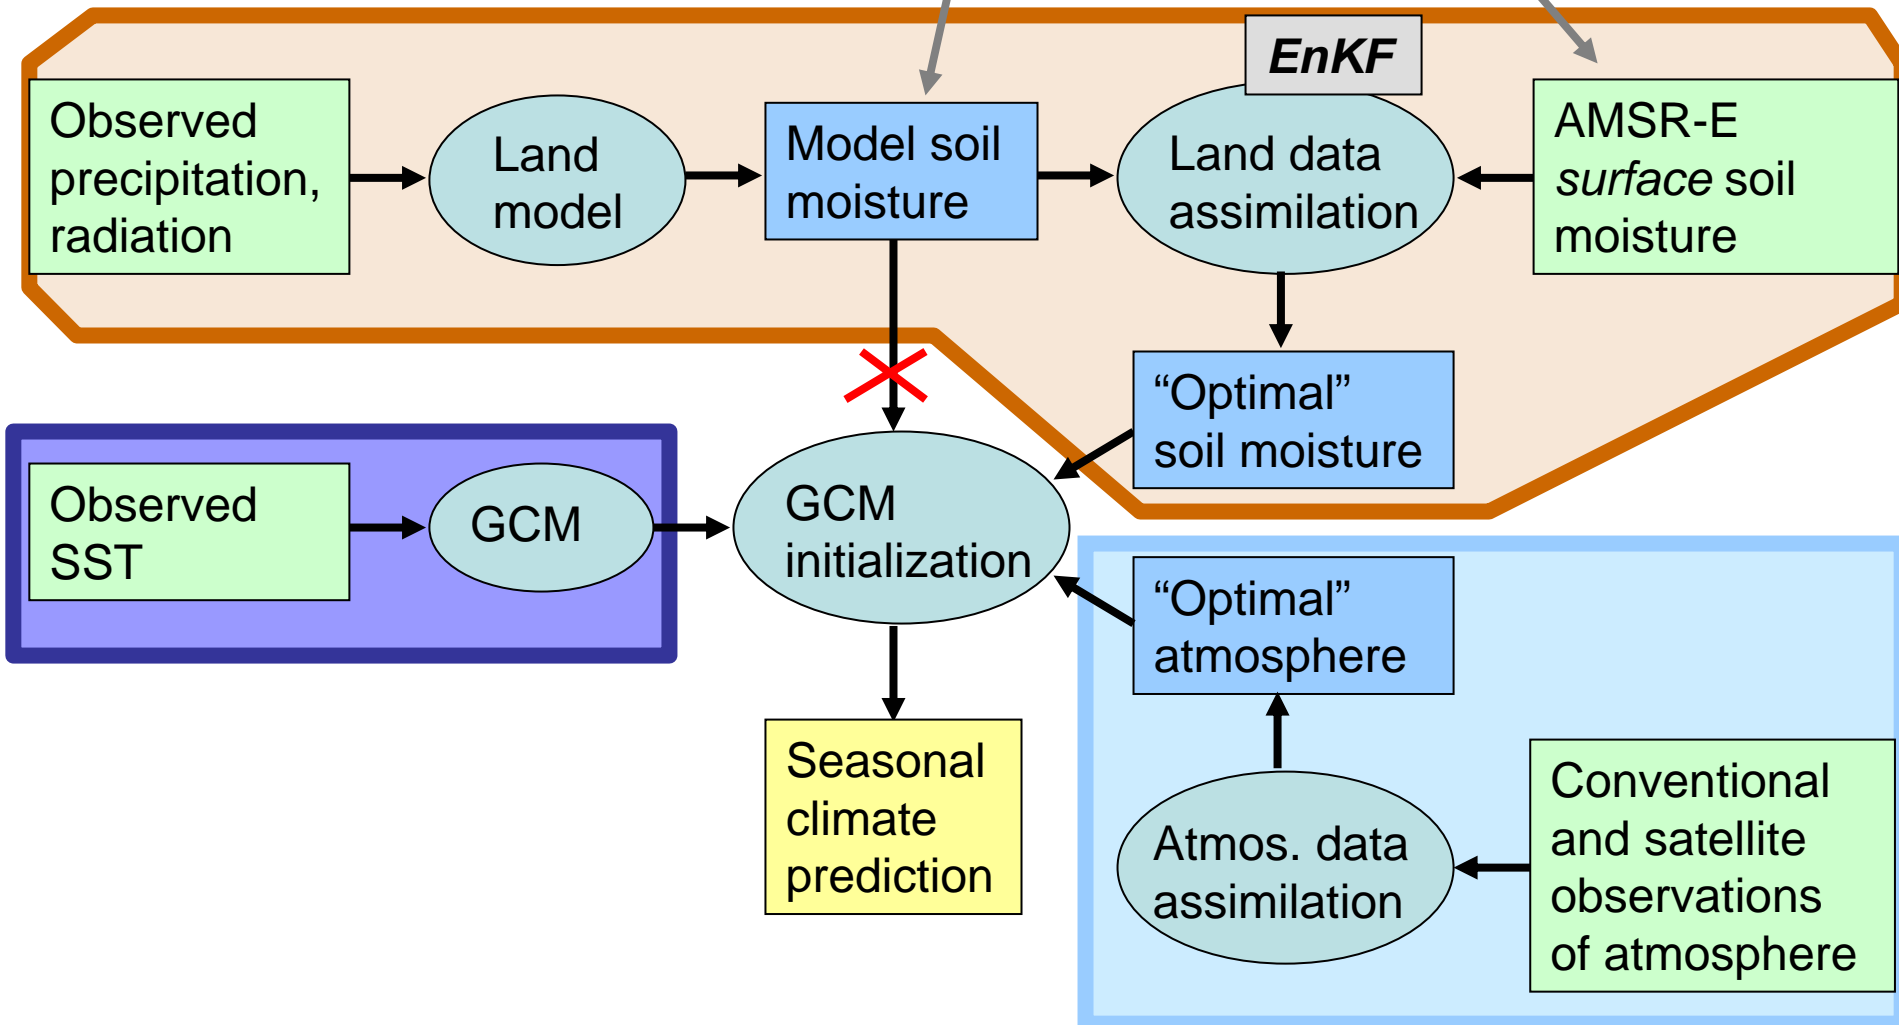 EnKF
Observed
precipitation,
radiation
Land
model
Model soil
moisture
Land data
assimilation
AMSR-E
surface soil
moisture
“Optimal”
soil moisture
Observed
SST
GCM
GCM
initialization
“Optimal”
atmosphere
Seasonal
climate
prediction
Atmos. data
assimilation
Conventional
and satellite
observations
of atmosphere